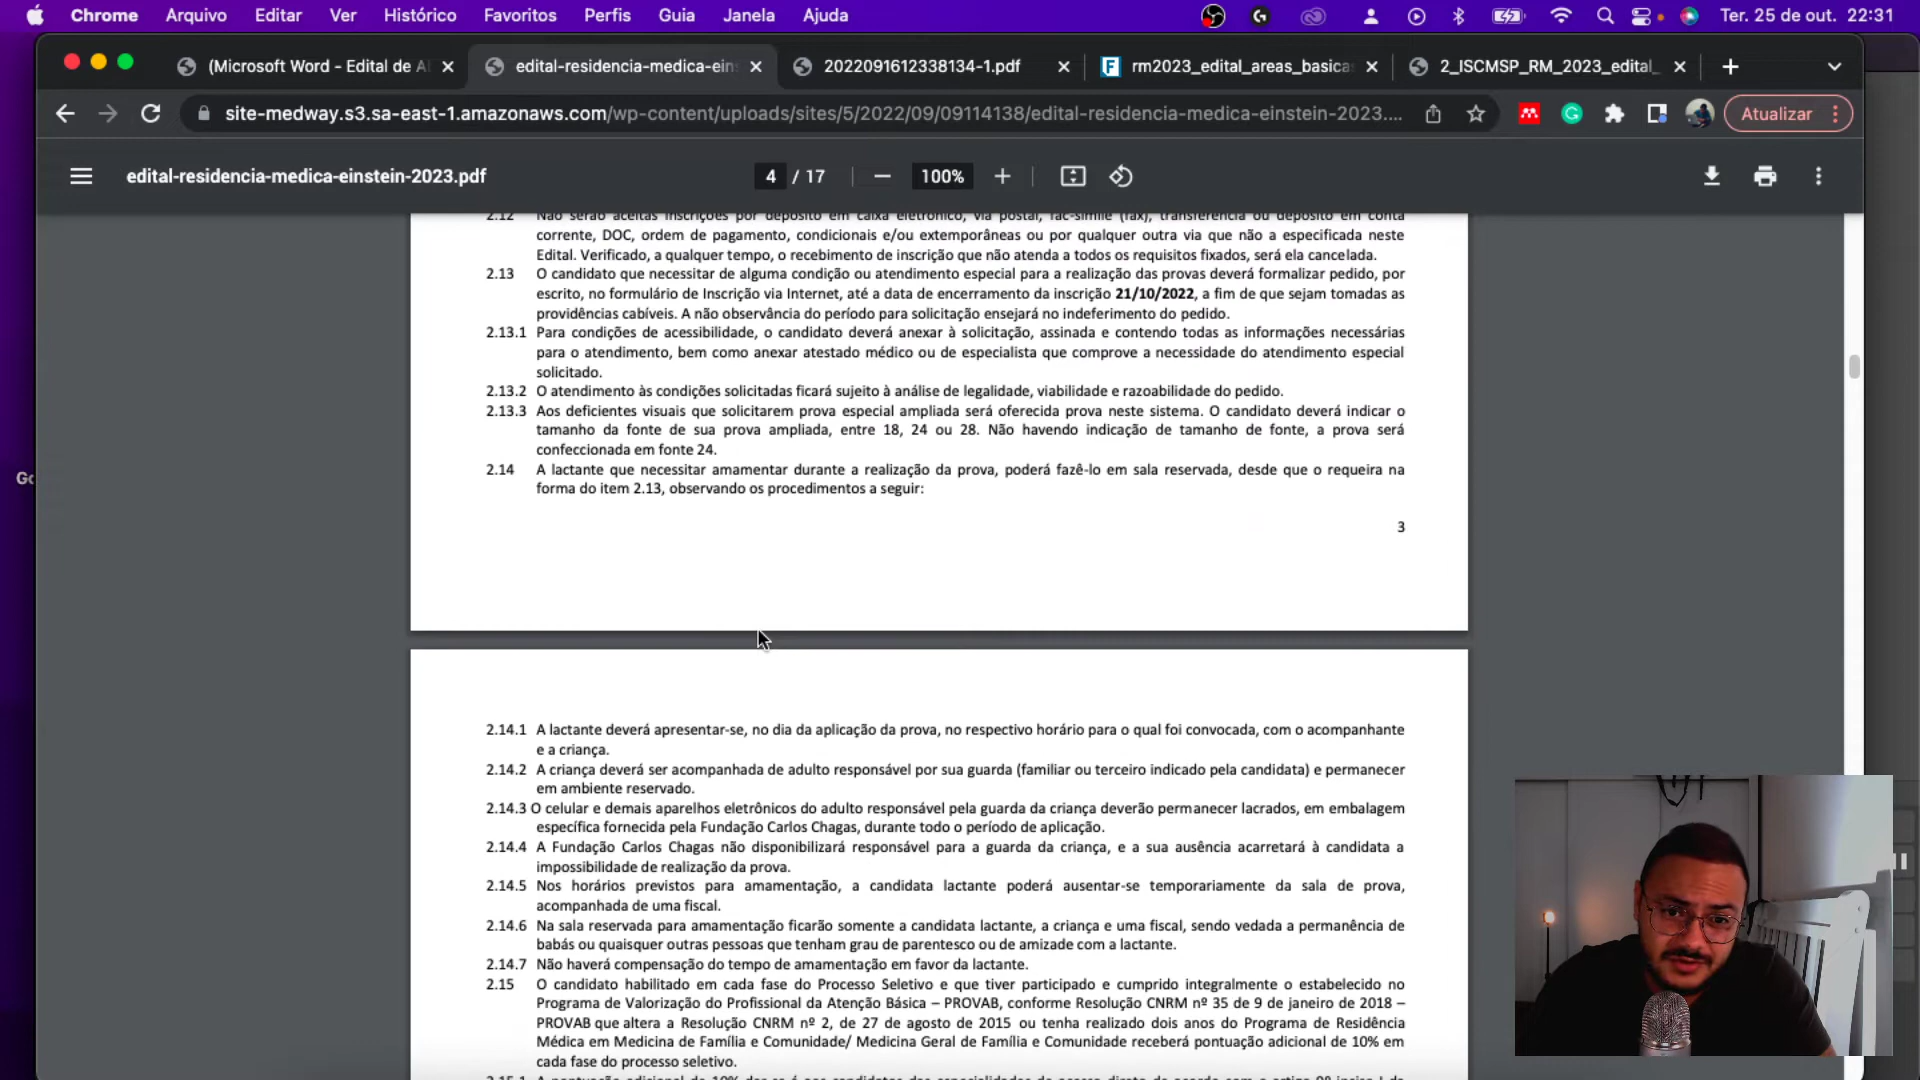 Chrome Arquivo Editar Ver Histórico Favoritos Perfis Guia Janela Ajuda Ter. 25 de out. 22:31
(Microsoft Word - Edital de A
edital-residencia-medica-ein
2022091612338134-1.pdf
rm2023_edital_areas_basica
2_ISCMSP_RM_2023_edital_
site-medway.s3.sa-east-1.amazonaws.com/wp-content/uploads/sites/5/2022/09/09114138/edital-residencia-medica-einstein-2023....
Atualizar
edital-residencia-medica-einstein-2023.pdf 4 / 17 100%
2.12 Não serão aceitas inscrições por depósito em caixa eletrônico, via postal, fac-símile (fax), transferência ou depósito em conta
corrente, DOC, ordem de pagamento, condicionais e/ou extemporâneas ou por qualquer outra via que não a especificada neste
Edital. Verificado, a qualquer tempo, o recebimento de inscrição que não atenda a todos os requisitos fixados, será ela cancelada.
2.13 O candidato que necessitar de alguma condição ou atendimento especial para a realização das provas deverá formalizar pedido, por
escrito, no formulário de Inscrição via Internet, até a data de encerramento da inscrição 21/10/2022, a fim de que sejam tomadas as
providências cabíveis. A não observância do período para solicitação ensejará no indeferimento do pedido.
2.13.1 Para condições de acessibilidade, o candidato deverá anexar à solicitação, assinada e contendo todas as informações necessárias
para o atendimento, bem como anexar atestado médico ou de especialista que comprove a necessidade do atendimento especial
solicitado.
2.13.2 O atendimento às condições solicitadas ficará sujeito à análise de legalidade, viabilidade e razoabilidade do pedido.
2.13.3 Aos deficientes visuais que solicitarem prova especial ampliada será oferecida prova neste sistema. O candidato deverá indicar o
tamanho da fonte de sua prova ampliada, entre 18, 24 ou 28. Não havendo indicação de tamanho de fonte, a prova será
confeccionada em fonte 24.
2.14 A lactante que necessitar amamentar durante a realização da prova, poderá fazê-lo em sala reservada, desde que o requeira na
forma do item 2.13, observando os procedimentos a seguir:
3
Go
2.14.1 A lactante deverá apresentar-se, no dia da aplicação da prova, no respectivo horário para o qual foi convocada, com o acompanhante
e a criança.
2.14.2 A criança deverá ser acompanhada de adulto responsável por sua guarda (familiar ou terceiro indicado pela candidata) e permanecer
em ambiente reservado.
2.14.3 O celular e demais aparelhos eletrônicos do adulto responsável pela guarda da criança deverão permanecer lacrados, em embalagem
específica fornecida pela Fundação Carlos Chagas, durante todo o período de aplicação.
2.14.4 A Fundação Carlos Chagas não disponibilizará responsável para a guarda da criança, e a sua ausência acarretará à candidata a
impossibilidade de realização da prova.
2.14.5 Nos horários previstos para amamentação, a candidata lactante poderá ausentar-se temporariamente da sala de prova,
acompanhada de uma fiscal.
2.14.6 Na sala reservada para amamentação ficarão somente a candidata lactante, a criança e uma fiscal, sendo vedada a permanência de
babás ou quaisquer outras pessoas que tenham grau de parentesco ou de amizade com a lactante.
2.14.7 Não haverá compensação do tempo de amamentação em favor da lactante.
2.15 O candidato habilitado em cada fase do Processo Seletivo e que tiver participado e cumprido integralmente o estabelecido no
Programa de Valorização do Profissional da Atenção Básica – PROVAB, conforme Resolução CNRM nº 35 de 9 de janeiro de 2018 –
PROVAB que altera a Resolução CNRM nº 2, de 27 de agosto de 2015 ou tenha realizado dois anos do Programa de Residência
Médica em Medicina de Família e Comunidade/ Medicina Geral de Família e Comunidade receberá pontuação adicional de 10% em
cada fase do processo seletivo.